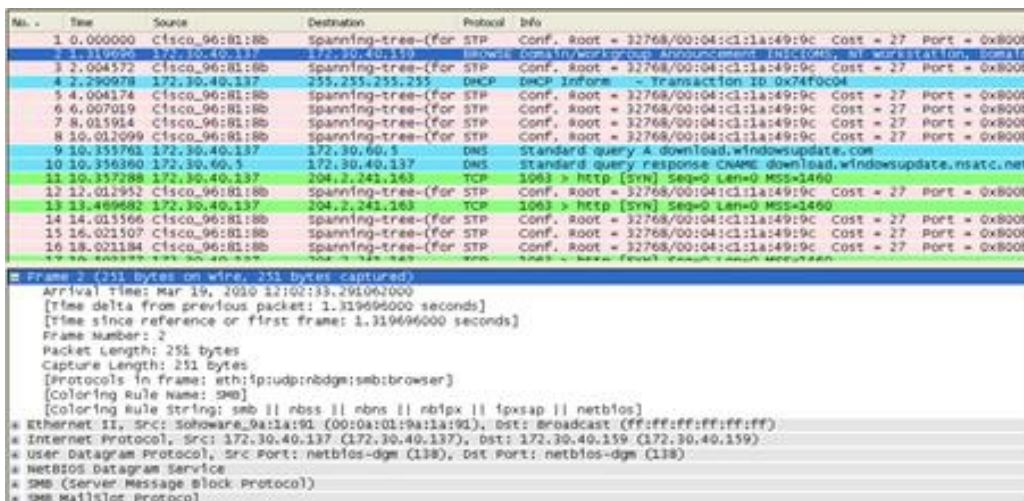 No. . Time Source Destination Protocol Info
1 0.000000 Cisco_96:81:8b Spanning-tree-(for STP Conf. Root = 32768/00:04:c1:1a:49:9c Cost = 27 Port = 0x800
2 1.319696 172.30.40.137 172.30.40.159 BROWSE Domain/workgroup Announcement NT Workstation, Domain
3 2.004572 Cisco_96:81:8b Spanning-tree-(for STP Conf. Root = 32768/00:04:c1:1a:49:9c Cost = 27 Port = 0x800
4 2.290978 172.30.40.137 255.255.255.255 DHCP DHCP Inform - Transaction ID 0x74f0c04
5 4.004174 Cisco_96:81:8b Spanning-tree-(for STP Conf. Root = 32768/00:04:c1:1a:49:9c Cost = 27 Port = 0x800
6 6.007019 Cisco_96:81:8b Spanning-tree-(for STP Conf. Root = 32768/00:04:c1:1a:49:9c Cost = 27 Port = 0x800
7 8.015914 Cisco_96:81:8b Spanning-tree-(for STP Conf. Root = 32768/00:04:c1:1a:49:9c Cost = 27 Port = 0x800
8 10.012099 Cisco_96:81:8b Spanning-tree-(for STP Conf. Root = 32768/00:04:c1:1a:49:9c Cost = 27 Port = 0x800
9 10.355761 172.30.40.137 172.30.60.5 DNS Standard query A download.windowsupdate.com
10 10.356360 172.30.60.5 172.30.40.137 DNS Standard query response CNAME download.windowsupdate.nsatc.net
11 10.357288 172.30.40.137 204.2.241.163 TCP 1063 > http [SYN] Seq=0 Len=0 MSS=1460
12 12.012952 Cisco_96:81:8b Spanning-tree-(for STP Conf. Root = 32768/00:04:c1:1a:49:9c Cost = 27 Port = 0x800
13 13.469682 172.30.40.137 204.2.241.163 TCP 1063 > http [SYN] Seq=0 Len=0 MSS=1460
14 14.015566 Cisco_96:81:8b Spanning-tree-(for STP Conf. Root = 32768/00:04:c1:1a:49:9c Cost = 27 Port = 0x800
15 16.021507 Cisco_96:81:8b Spanning-tree-(for STP Conf. Root = 32768/00:04:c1:1a:49:9c Cost = 27 Port = 0x800
16 18.021184 Cisco_96:81:8b Spanning-tree-(for STP Conf. Root = 32768/00:04:c1:1a:49:9c Cost = 27 Port = 0x800
Frame 2 (251 bytes on wire, 251 bytes captured)
Arrival Time: Mar 19, 2010 12:02:33.291062000
[Time delta from previous packet: 1.319696000 seconds]
[Time since reference or first frame: 1.319696000 seconds]
Frame Number: 2
Packet Length: 251 bytes
Capture Length: 251 bytes
[Protocols in frame: eth:ip:udp:nbdgm:smb:browser]
[Coloring Rule Name: SMB]
[Coloring Rule String: smb || nbss || nbns || nbipx || ipxsap || netbios]
Ethernet II, Src: Sohoware_9a:1a:91 (00:0a:01:9a:1a:91), Dst: Broadcast (ff:ff:ff:ff:ff:ff)
Internet Protocol, Src: 172.30.40.137 (172.30.40.137), Dst: 172.30.40.159 (172.30.40.159)
User Datagram Protocol, Src Port: netbios-dgm (138), Dst Port: netbios-dgm (138)
NetBIOS Datagram Service
SMB (Server Message Block Protocol)
SMB MailSlot Protocol